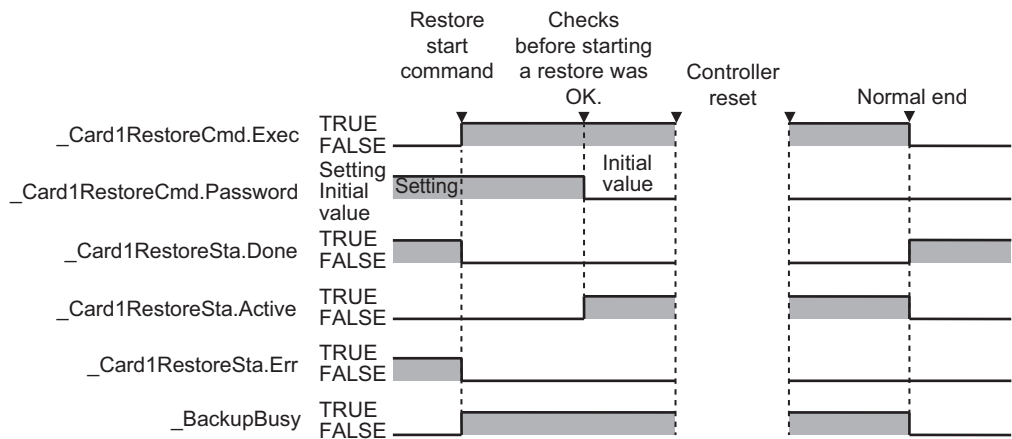 Restore
start
command
Checks
before starting
a restore was
OK.
Controller
reset
Normal end
_Card1RestoreCmd.Exec
TRUE
FALSE
_Card1RestoreCmd.Password
Setting
Initial
value
Setting
Initial
value
_Card1RestoreSta.Done
TRUE
FALSE
_Card1RestoreSta.Active
TRUE
FALSE
_Card1RestoreSta.Err
TRUE
FALSE
_BackupBusy
TRUE
FALSE